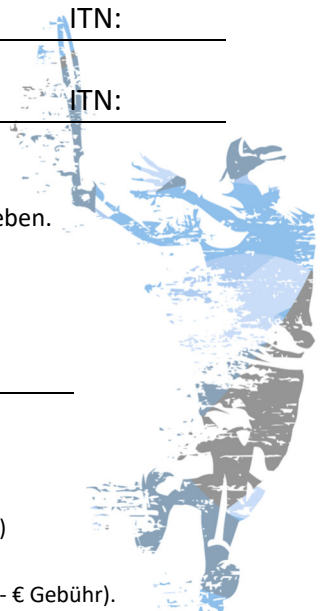 ITN:
ITN:
eben.
)
- € Gebühr).